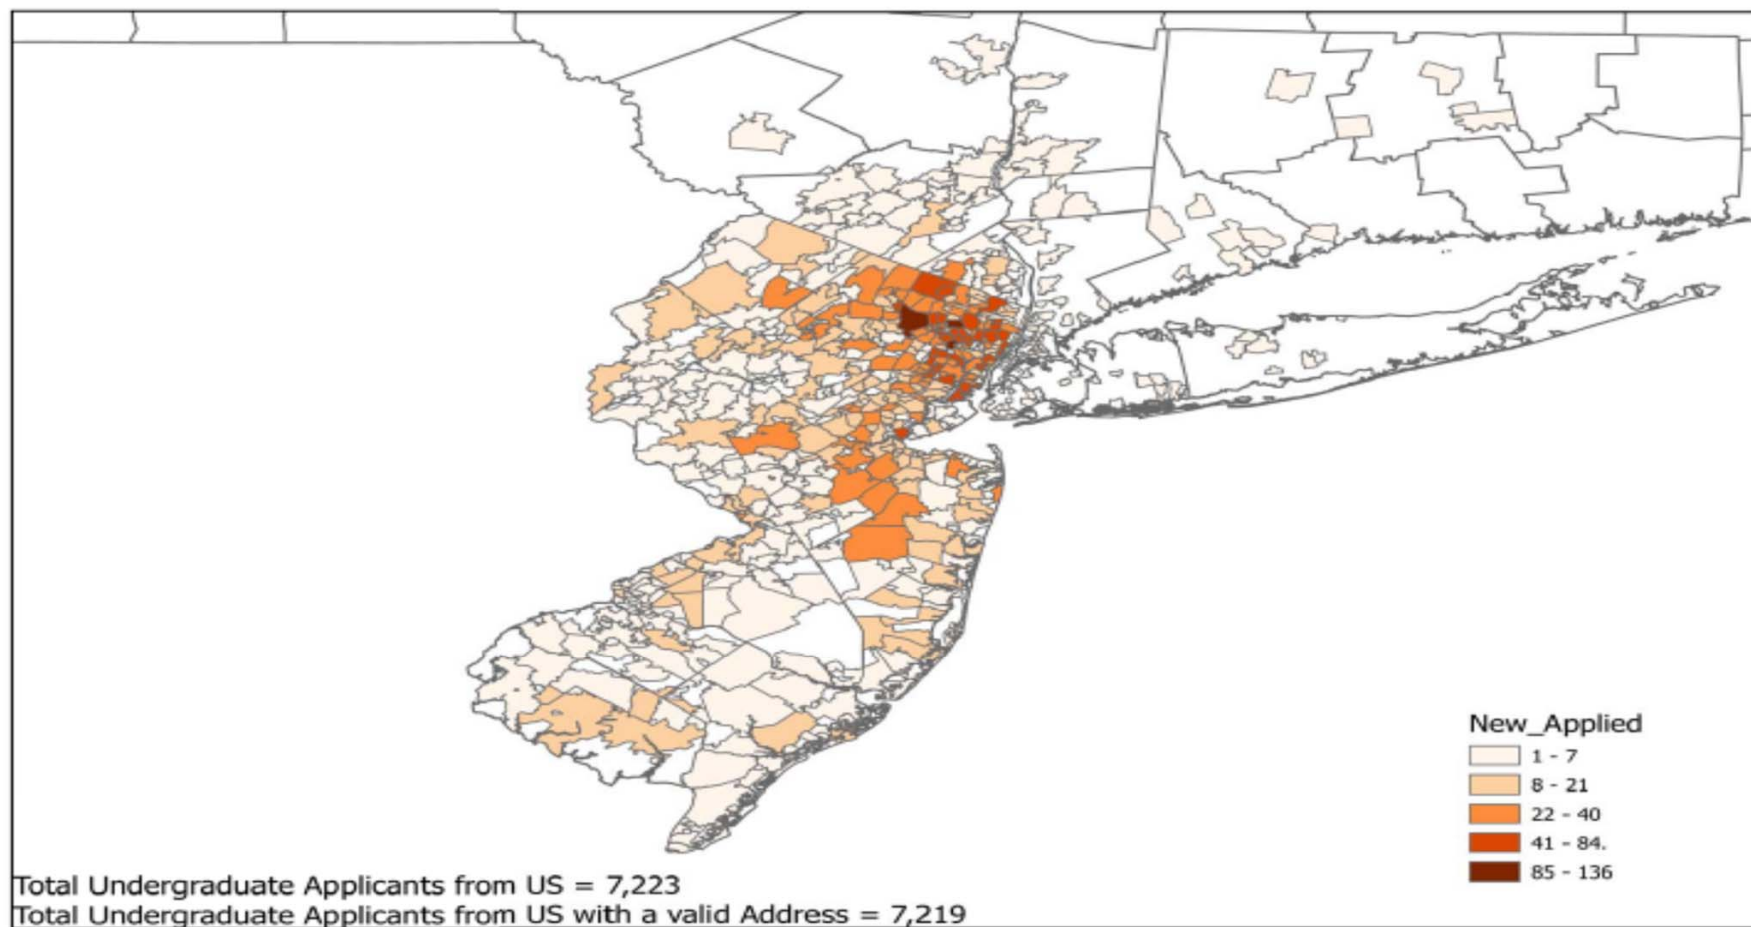 New_Applied
1 - 7
8 - 21
22 - 40
41 - 84.
85 - 136
Total Undergraduate Applicants from US = 7,223
Total Undergraduate Applicants from US with a valid Address = 7,219